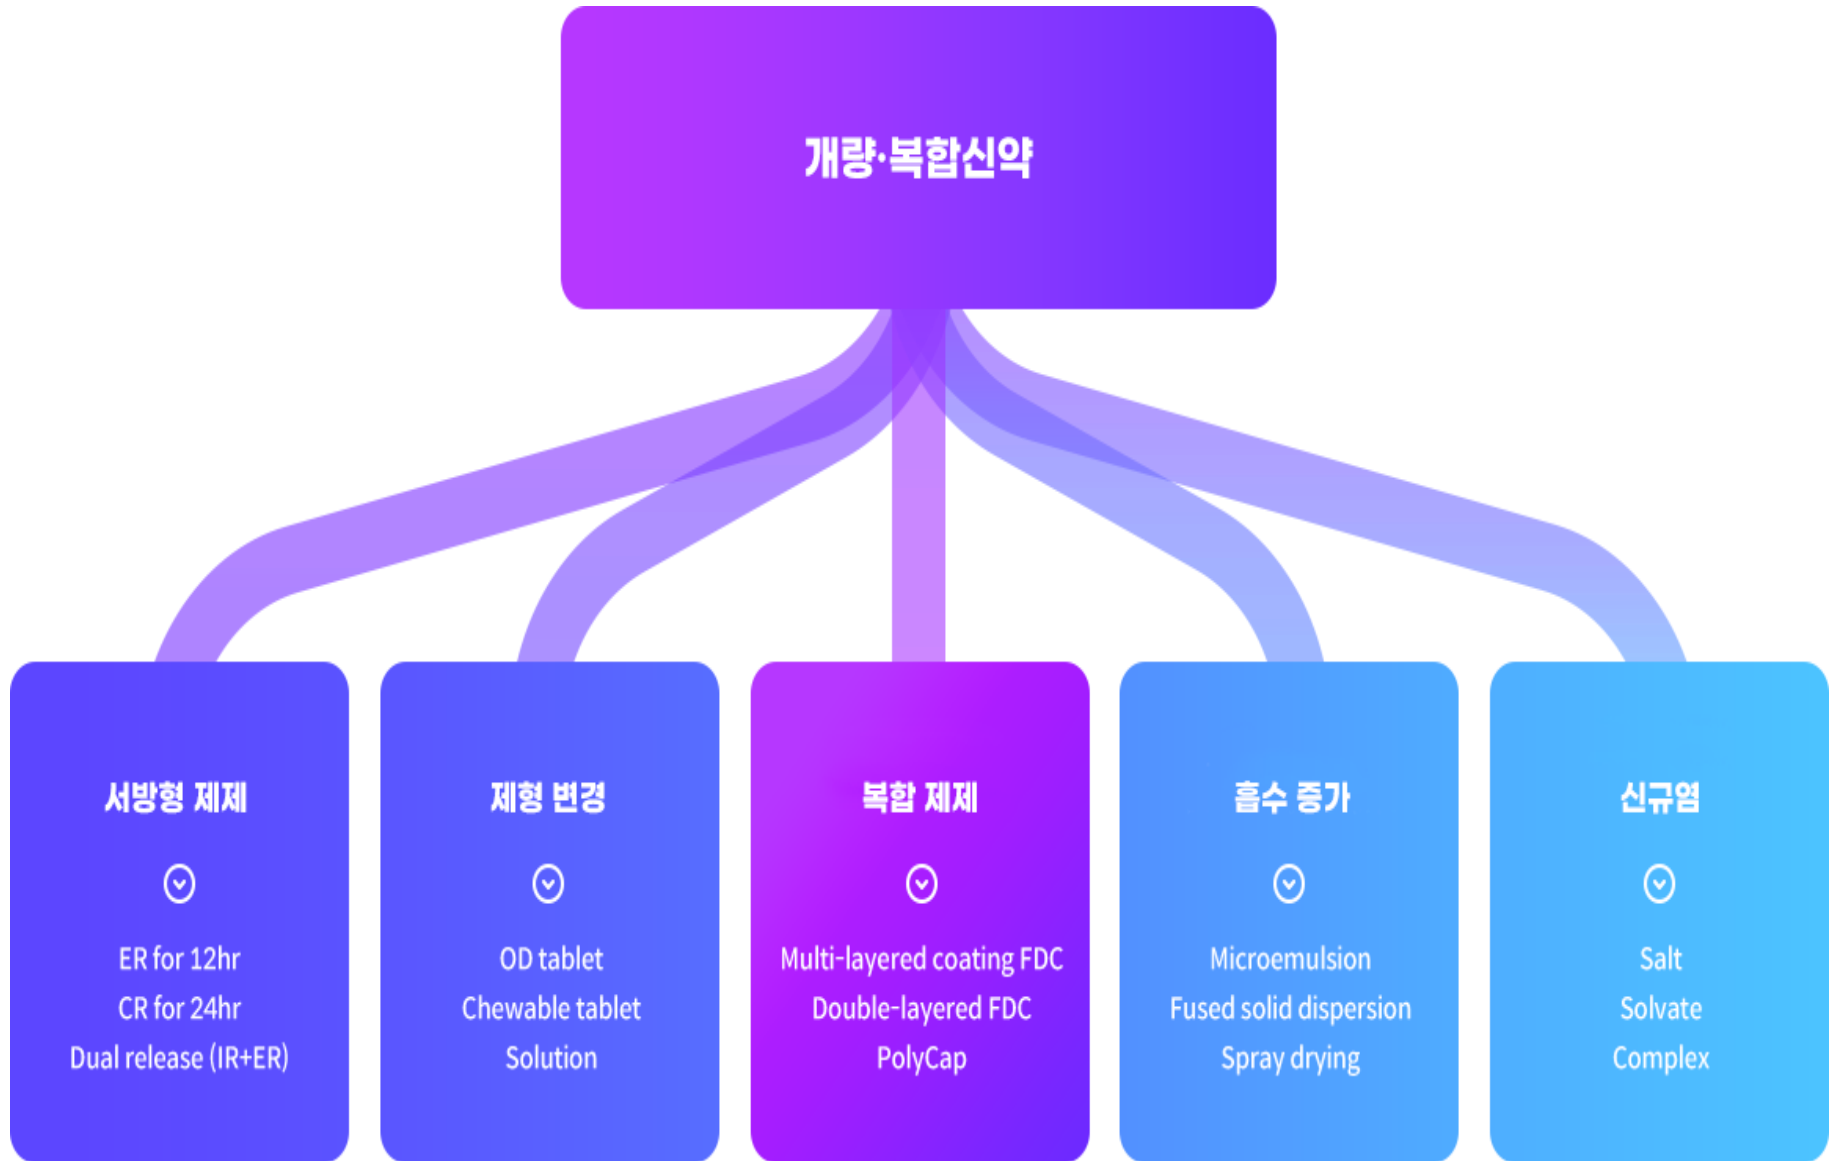 개량·복합신약
서방형 제제
ER for 12hr
CR for 24hr
Dual release (IR+ER)
제형 변경
OD tablet
Chewable tablet
Solution
복합 제제
Multi-layered coating FDC
Double-layered FDC
PolyCap
흡수 증가
Microemulsion
Fused solid dispersion
Spray drying
신규염
Salt
Solvate
Complex